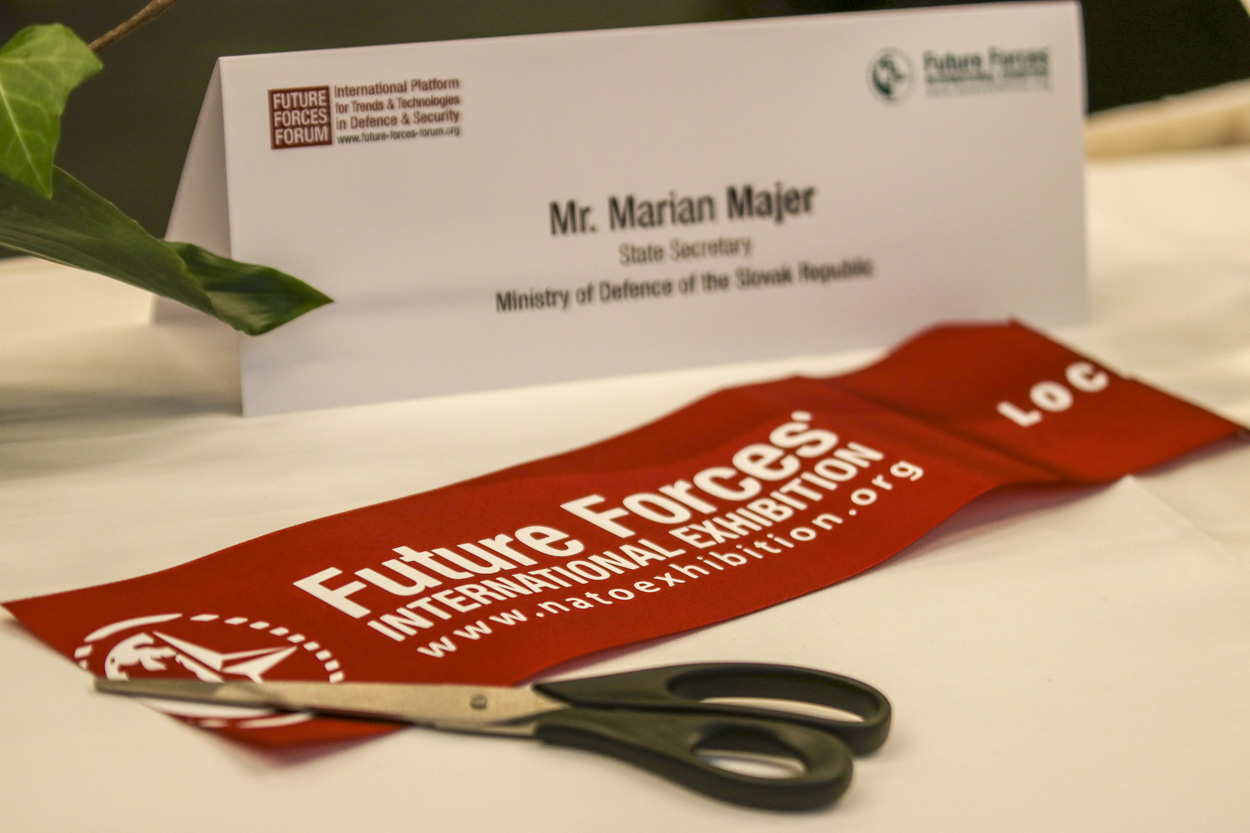 FUTURE
FORCES
FORUM
International Platform
for Trends & Technologies
in Defence & Security
www.future-forces-forum.org
Future Forces
Mr. Marian Majer
State Secretary
Ministry of Defence of the Slovak Republic
LOC
Future Forces
INTERNATIONAL EXHIBITION
www.natoexhibition.org